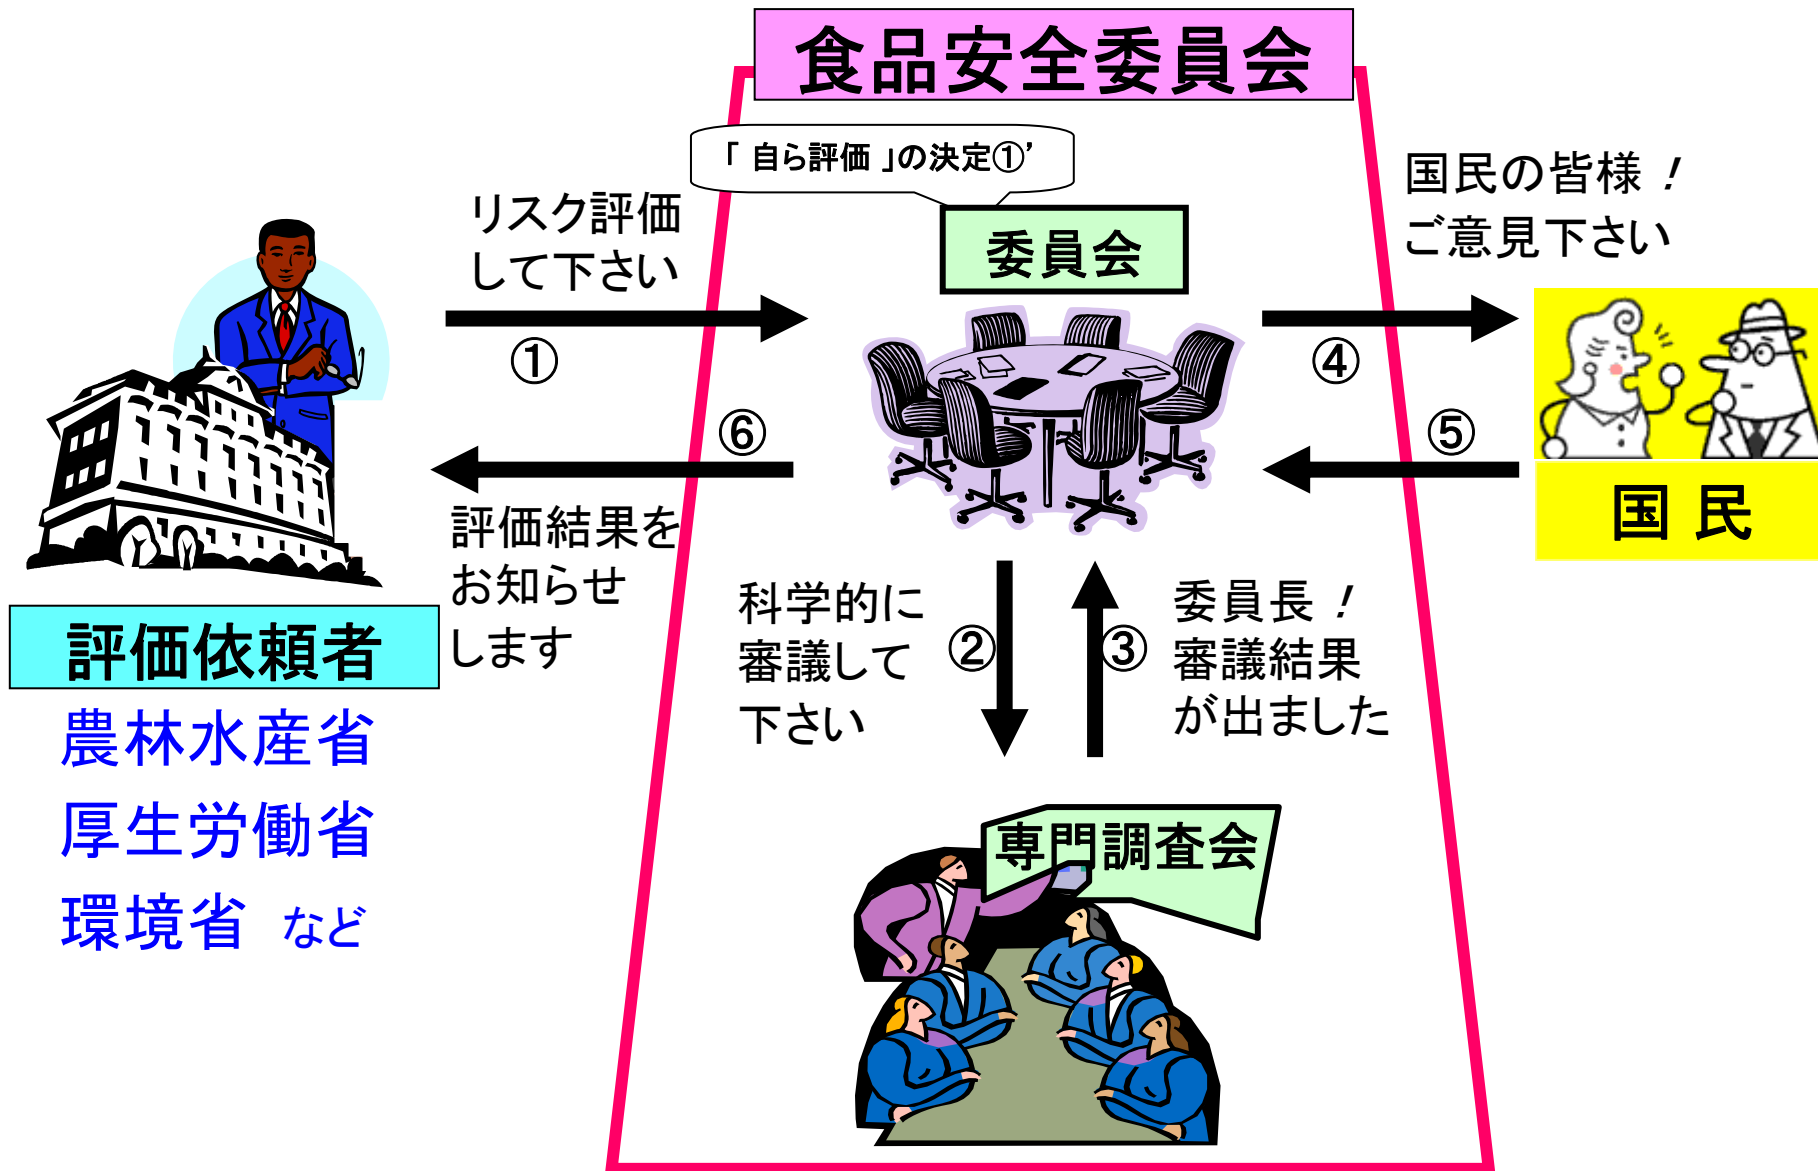 食品安全委員会
「 自ら評価 」の決定①’
委員会
リスク評価
して下さい
①
⑥
評価結果を
お知らせ
します
評価依頼者
農林水産省
厚生労働省
環境省 など
国民の皆様！
ご意見下さい
④
⑤
国 民
科学的に
審議して
下さい
②
③
委員長！
審議結果
が出ました
専門調査会